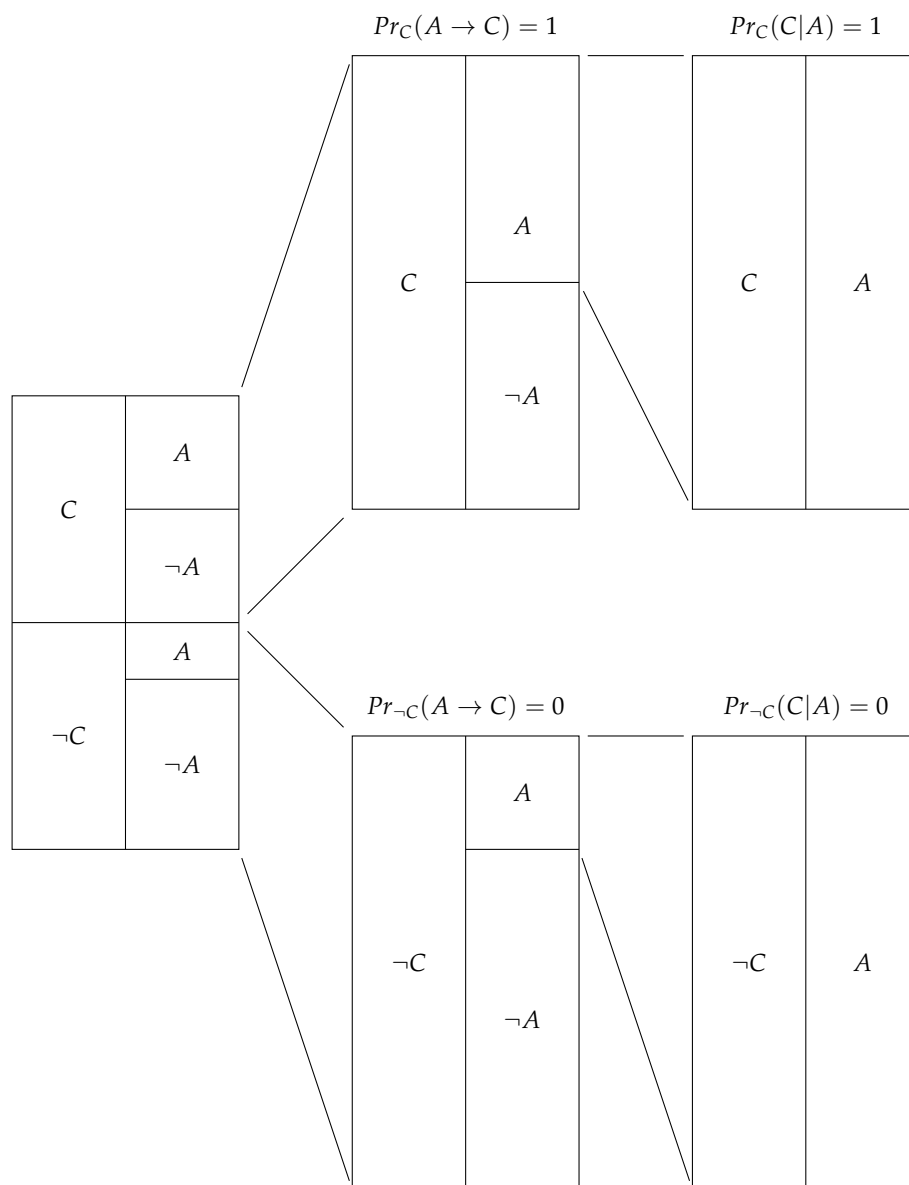 Pr_C(A → C) = 1
Pr_C(C|A) = 1
A
C
C
A
¬A
A
C
¬A
A
Pr_¬C(A → C) = 0
Pr_¬C(C|A) = 0
¬C
¬A
A
¬C
¬C
A
¬A